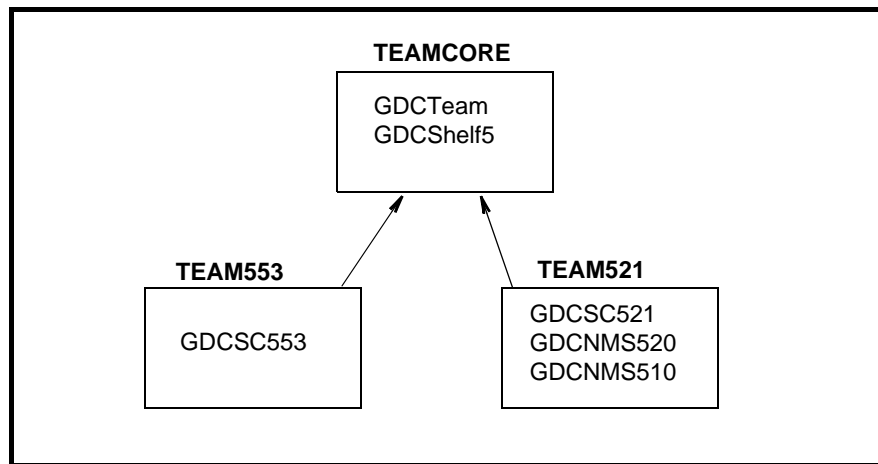 TEAMCORE
GDCTeam
GDCShelf5
TEAM553
GDCSC553
TEAM521
GDCSC521
GDCNMS520
GDCNMS510